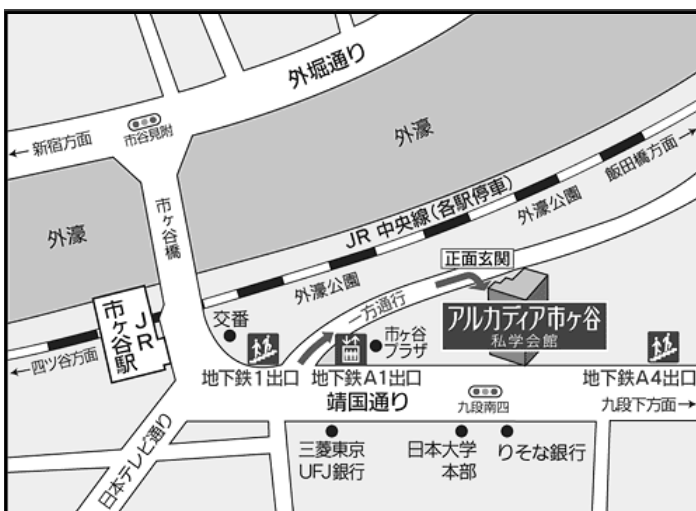 外堀通り
← 新宿方面
市谷見附
外濠
飯田橋方面 →
市ヶ谷橋
外濠
JR 中央線(各駅停車)
外濠公園
正面玄関
外濠公園
一方通行
アルカディア市ヶ谷
私学会館
JR
市ヶ谷駅
交番
市ヶ谷
プラザ
←四ツ谷方面
地下鉄1出口
地下鉄A1出口
地下鉄A4出口
靖国通り
九段南四
九段下方面→
日本テレビ通り
三菱東京
UFJ銀行
日本大学
本部
りそな銀行